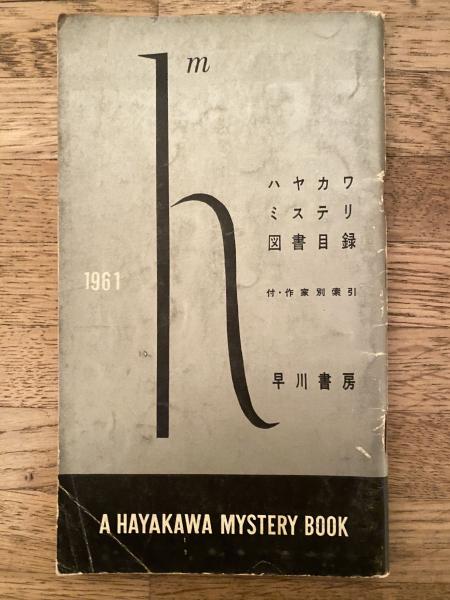 h m
ハヤカワ
ミステリ
図書目録
付・作家別索引
1961
早川書房
A HAYAKAWA MYSTERY BOOK